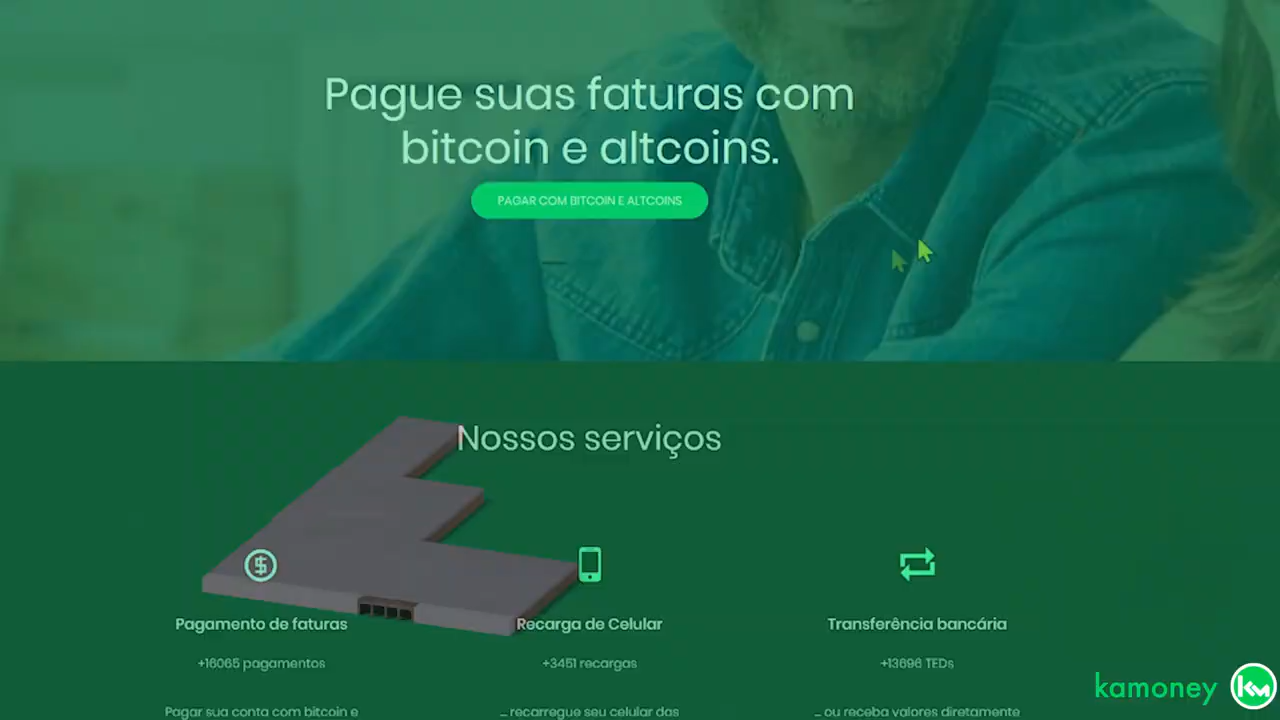 Pague suas faturas com
bitcoin e altcoins.
PAGAR COM BITCOIN E ALTCOINS
Nossos serviços
Pagamento de faturas
Recarga de Celular
Transferência bancária
+16065 pagamentos
+3451 recargas
+13696 TEDs
kamoney
km
Pagar sua conta com bitcoin e
... recarregue seu celular das
... ou receba valores diretamente